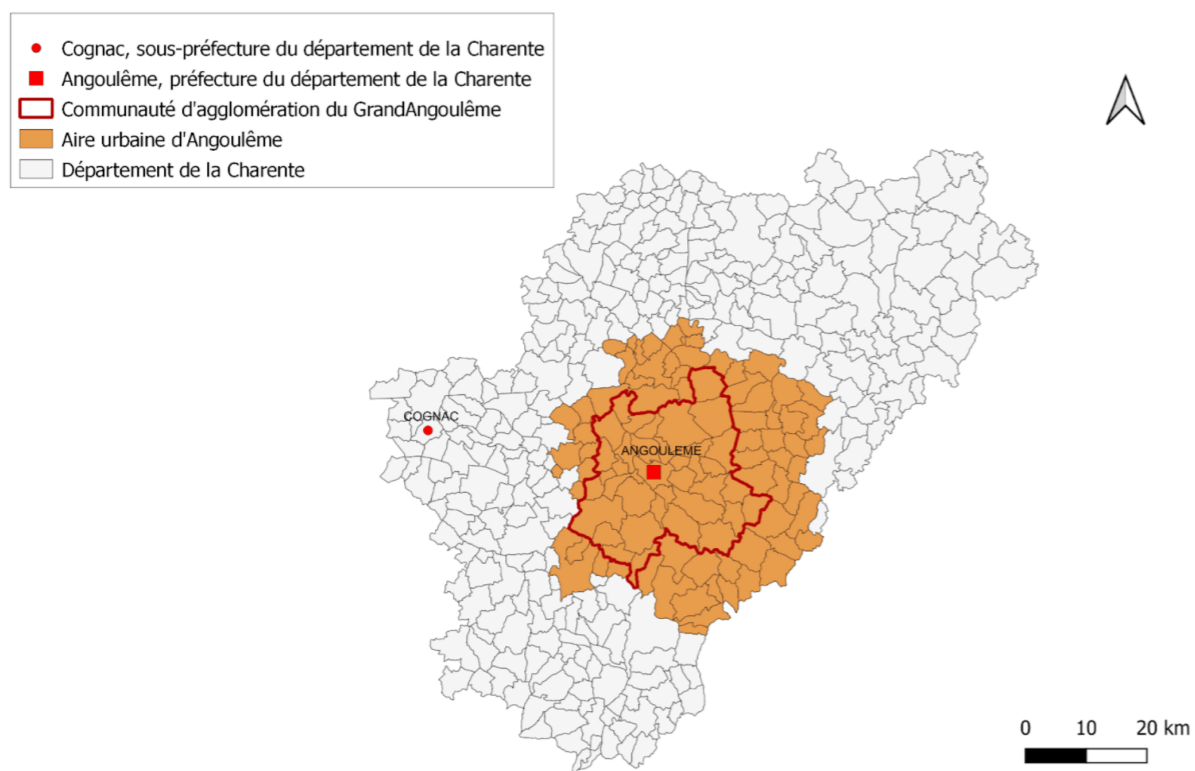 Cognac, sous-préfecture du département de la Charente
Angoulême, préfecture du département de la Charente
Communauté d'agglomération du GrandAngoulême
Aire urbaine d'Angoulême
Département de la Charente
COGNAC
ANGOULEME
0 10 20 km